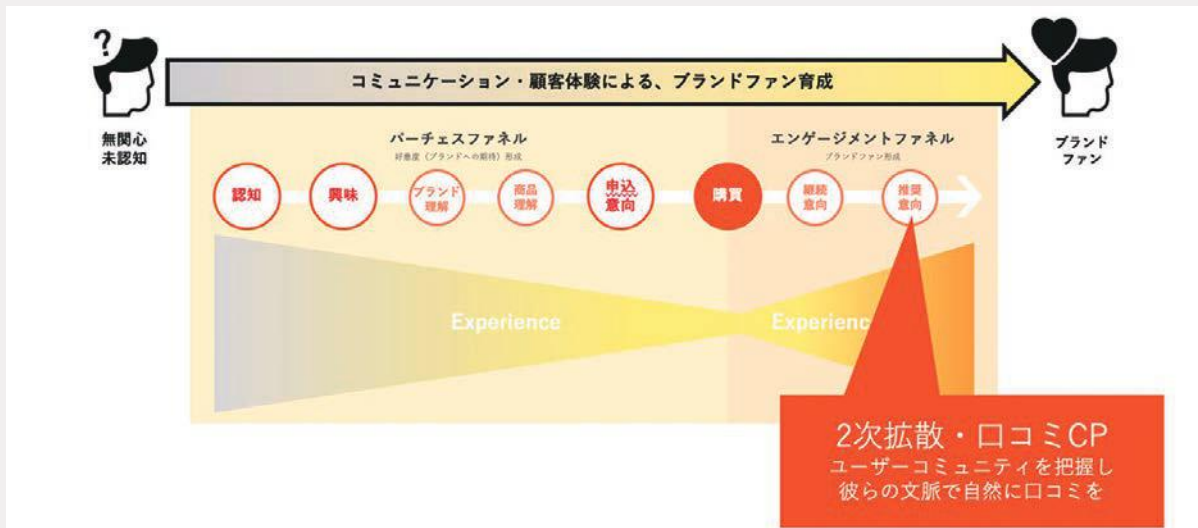 ?
コミュニケーション・顧客体験による、ブランドファン育成
無関心
未認知
ブランド
ファン
パーチェスファネル
好意度（ブランドへの期待）形成
エンゲージメントファネル
ブランドファン形成
認知
興味
ブランド
理解
商品
理解
申込
意向
購買
継続
意向
推奨
意向
Experience
Experienc
2次拡散・口コミCP
ユーザーコミュニティを把握し
彼らの文脈で自然に口コミを